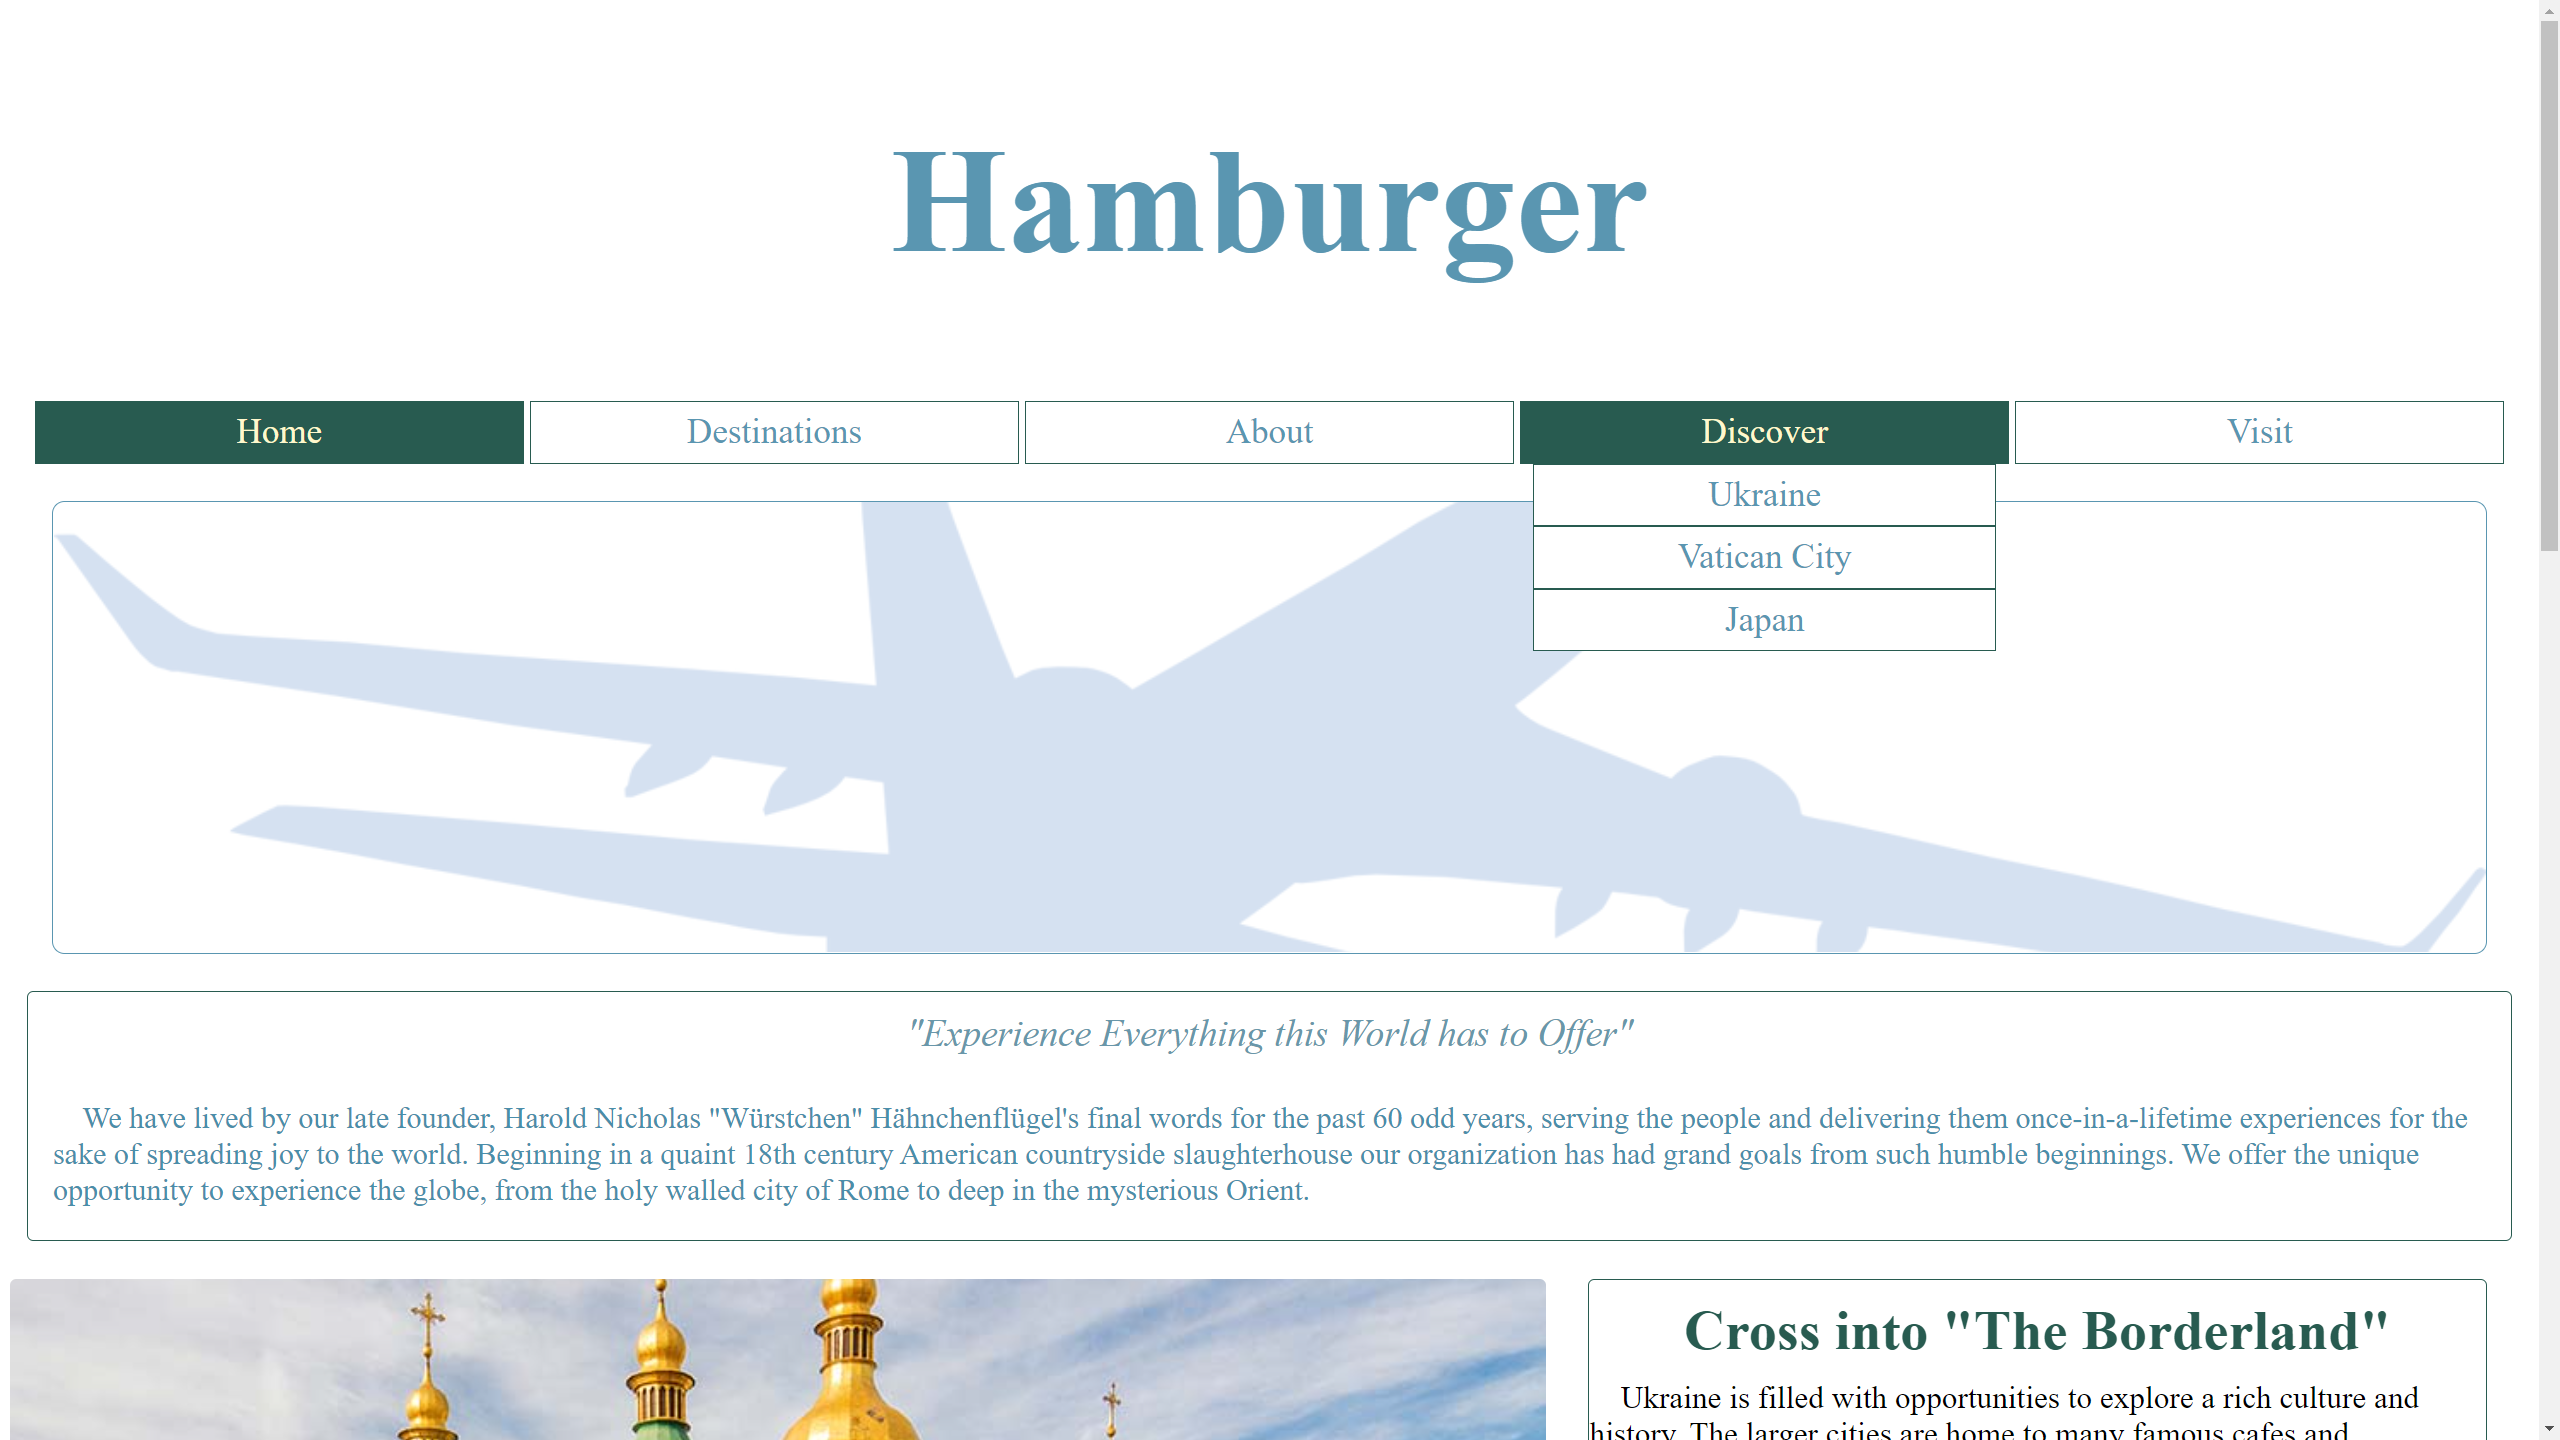 Hamburger
Home
Destinations
About
Discover
Visit
Ukraine
Vatican City
Japan
"Experience Everything this World has to Offer"
We have lived by our late founder, Harold Nicholas "Würstchen" Hähnchenflügel's final words for the past 60 odd years, serving the people and delivering them once-in-a-lifetime experiences for the
sake of spreading joy to the world. Beginning in a quaint 18th century American countryside slaughterhouse our organization has had grand goals from such humble beginnings. We offer the unique
opportunity to experience the globe, from the holy walled city of Rome to deep in the mysterious Orient.
Cross into "The Borderland"
Ukraine is filled with opportunities to explore a rich culture and
history. The larger cities are home to many famous cafes and